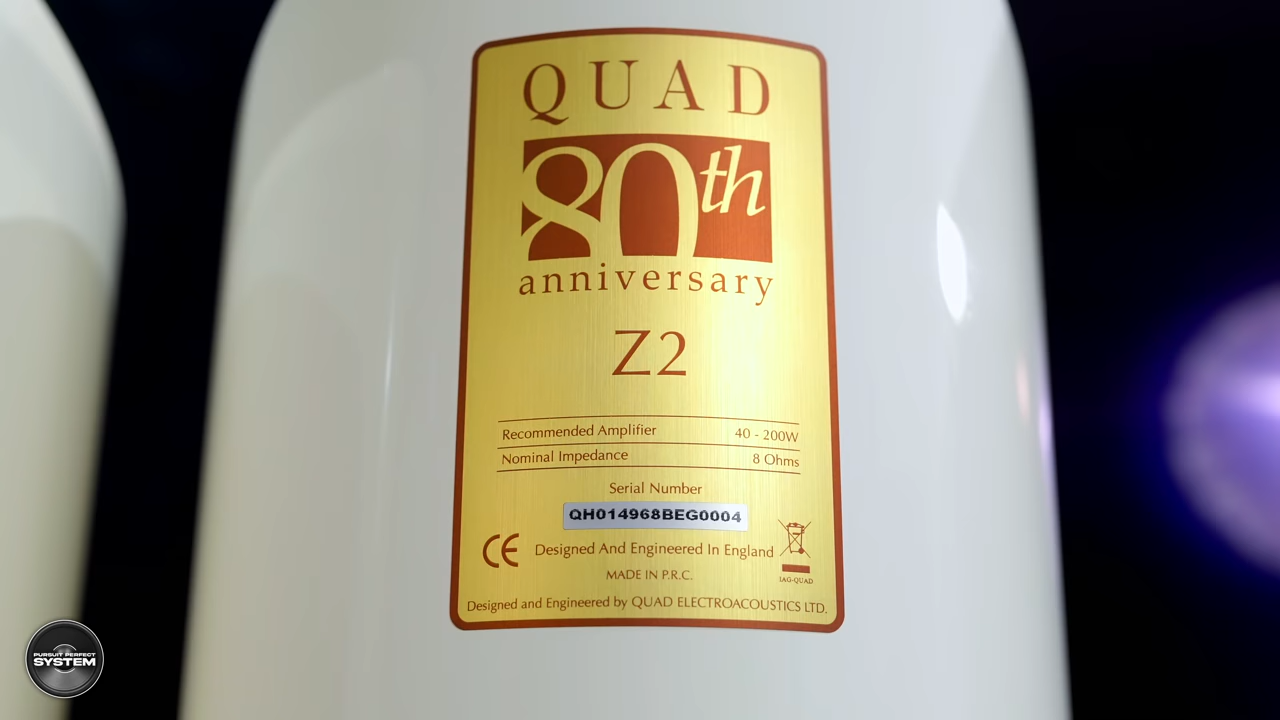 QUAD
80th
anniversary
Z2
Recommended Amplifier 40 - 200W
Nominal Impedance 8 Ohms
Serial Number
QH014968BEG0004
CE Designed And Engineered In England
IAG-QUAD
MADE IN P.R.C.
Designed and Engineered by QUAD ELECTROACOUSTICS LTD.
PURSUIT PERFECT
SYSTEM